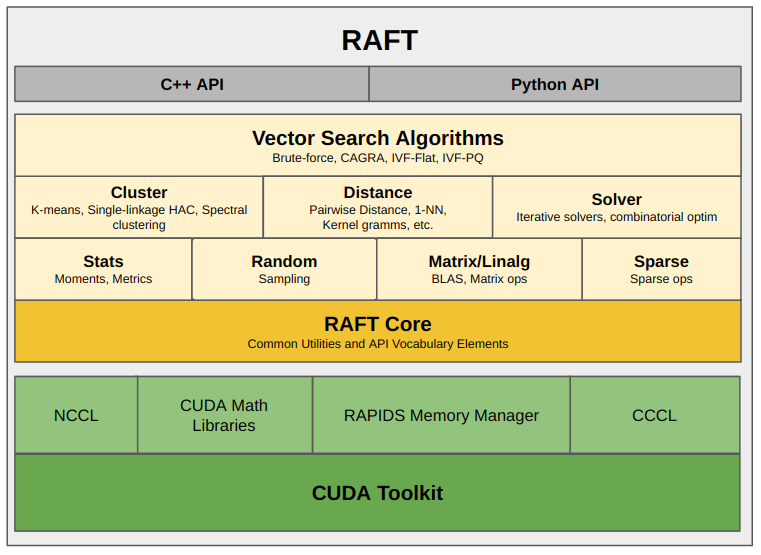 RAFT
C++ API
Python API
Vector Search Algorithms
Brute-force, CAGRA, IVF-Flat, IVF-PQ
Cluster
K-means, Single-linkage HAC, Spectral
clustering
Distance
Pairwise Distance, 1-NN,
Kernel gramms, etc.
Solver
Iterative solvers, combinatorial optim
Stats
Moments, Metrics
Random
Sampling
Matrix/Linalg
BLAS, Matrix ops
Sparse
Sparse ops
RAFT Core
Common Utilities and API Vocabulary Elements
NCCL
CUDA Math
Libraries
RAPIDS Memory Manager
CCCL
CUDA Toolkit